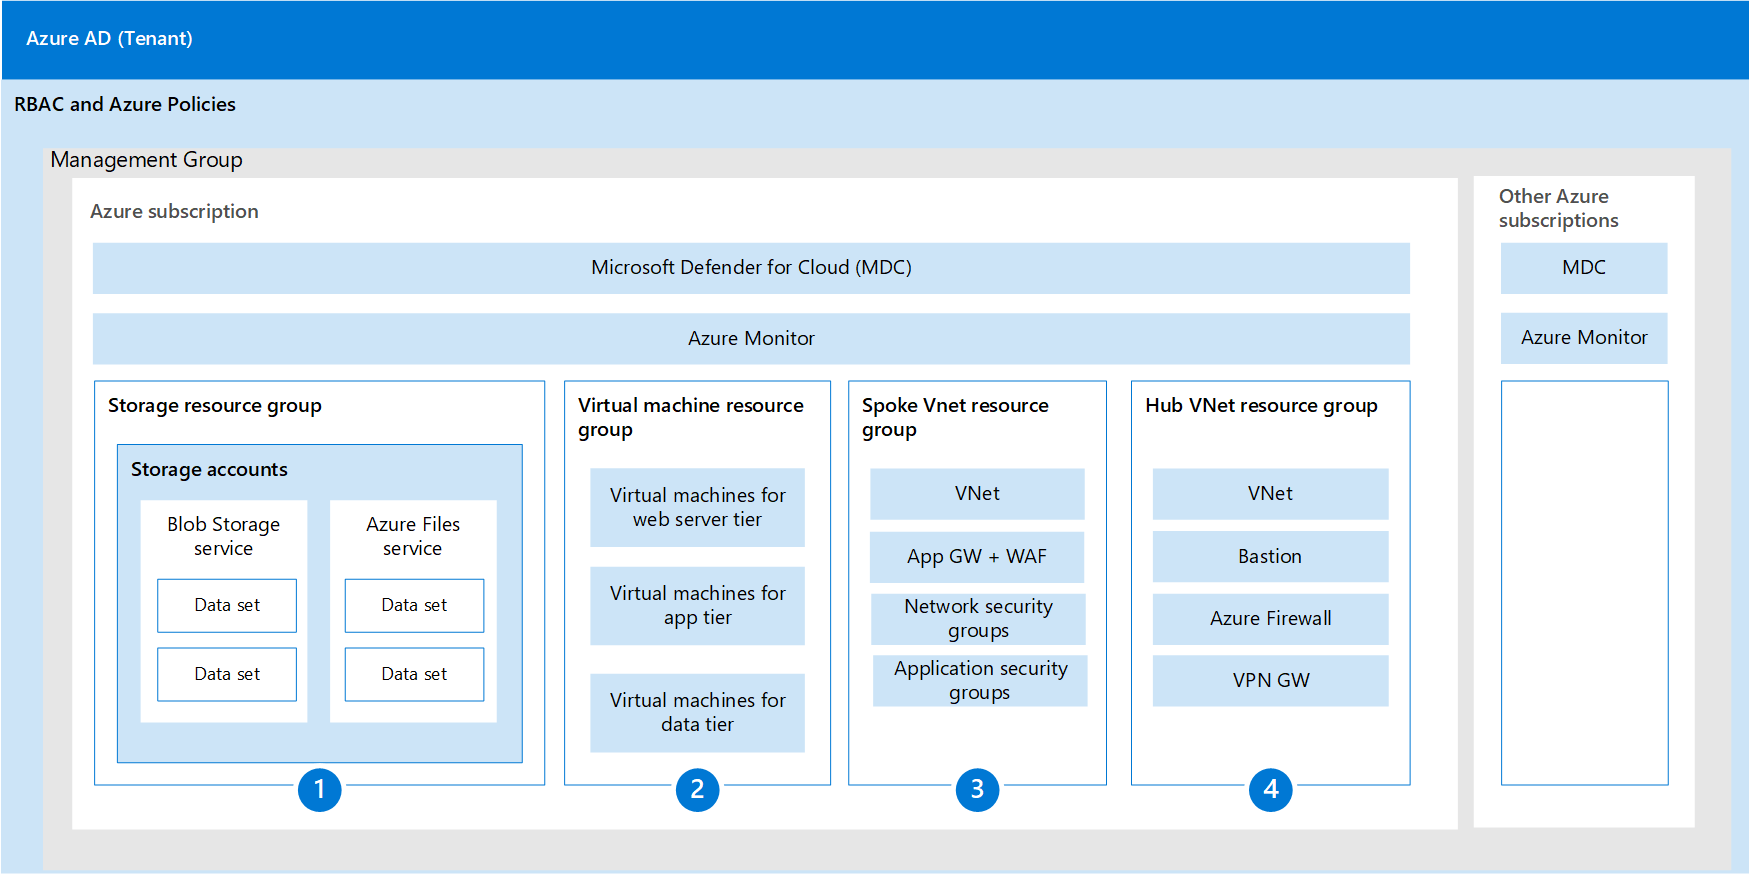 Azure AD (Tenant)
RBAC and Azure Policies
Management Group
Azure subscription
Microsoft Defender for Cloud (MDC)
Azure Monitor
Storage resource group
Storage accounts
Blob Storage
service
Data set
Data set
Azure Files
service
Data set
Data set
1
Virtual machine resource
group
Virtual machines for
web server tier
Virtual machines for
app tier
Virtual machines for
data tier
2
Spoke Vnet resource
group
VNet
App GW + WAF
Network security
groups
Application security
groups
3
Hub VNet resource group
VNet
Bastion
Azure Firewall
VPN GW
4
Other Azure
subscriptions
MDC
Azure Monitor